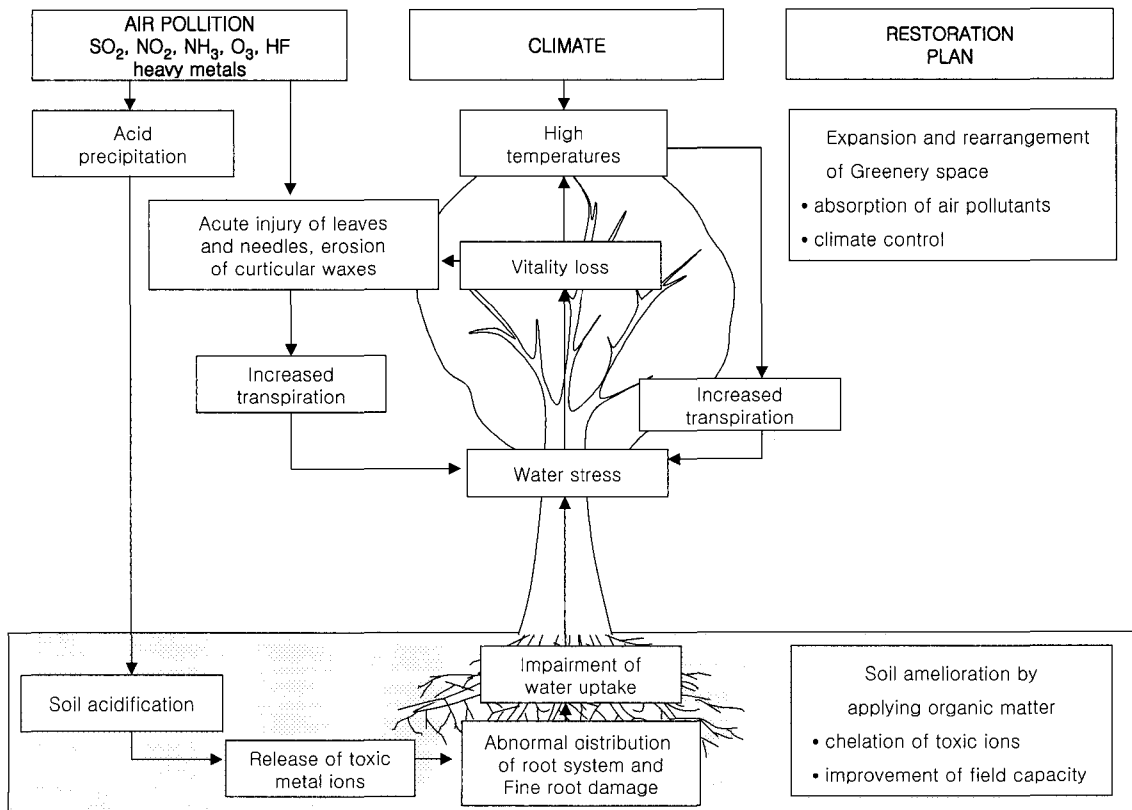 AIR POLLITION
SO₂, NO₂, NH₃, O₃, HF
heavy metals
CLIMATE
RESTORATION
PLAN
Acid
precipitation
High
temperatures
Expansion and rearrangement
of Greenery space
• absorption of air pollutants
• climate control
Acute injury of leaves
and needles, erosion
of curticular waxes
Vitality loss
Increased
transpiration
Increased
transpiration
Water stress
Impairment of
water uptake
Soil acidification
Soil amelioration by
applying organic matter
• chelation of toxic ions
• improvement of field capacity
Release of toxic
metal ions
Abnormal distribution
of root system and
Fine root damage